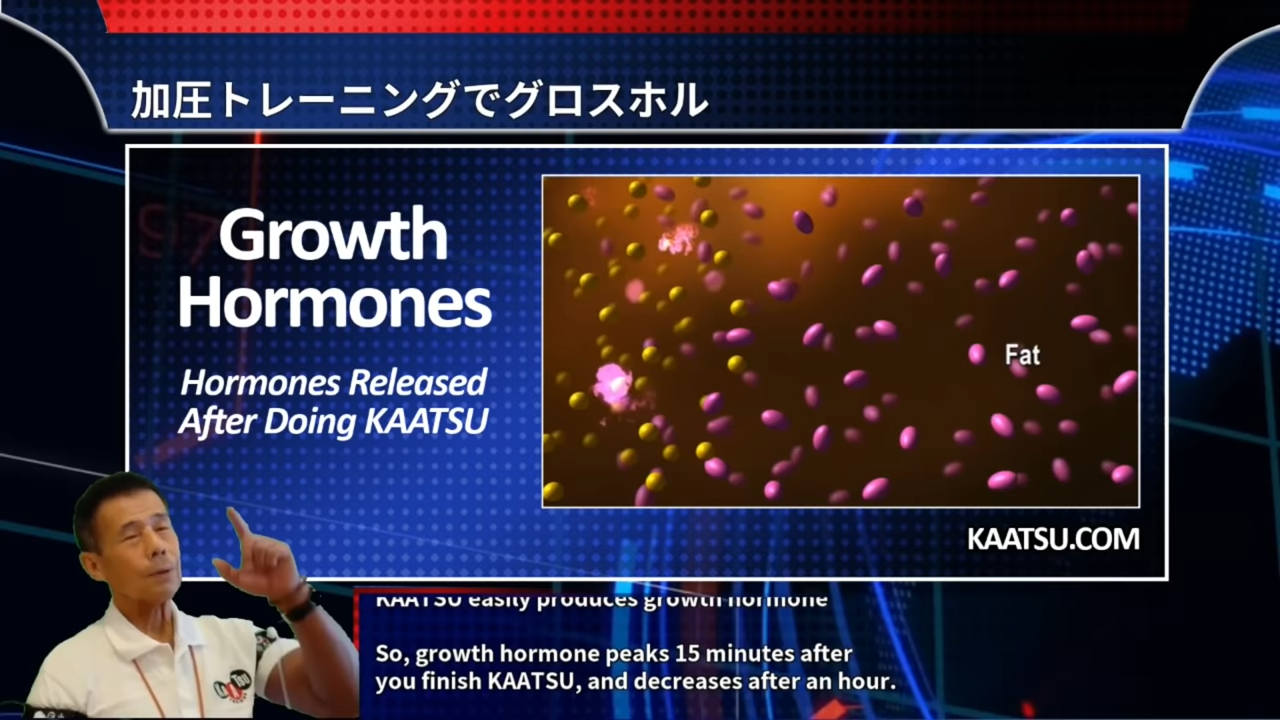 加圧トレーニングでグロスホル
Growth
Hormones
Hormones Released
After Doing KAATSU
Fat
KAATSU.COM
KAATSU easily produces growth hormone
So, growth hormone peaks 15 minutes after
you finish KAATSU, and decreases after an hour.